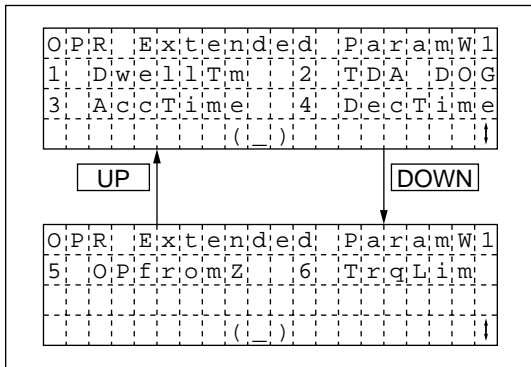 OPR Extended ParamW1
1 DwellTm 2 TDA DOG
3 AccTime 4 DecTime
(_) ↕
UP DOWN
OPR Extended ParamW1
5 OPfromZ 6 TrqLim
(_) ↕